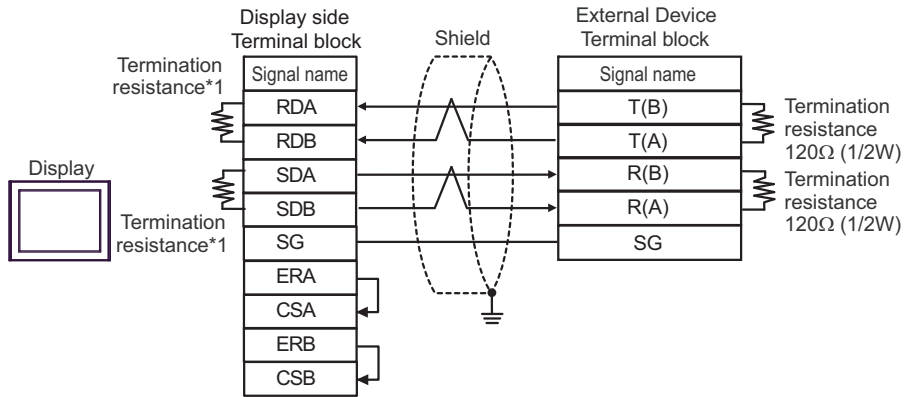 Display side
Terminal block
External Device
Terminal block
Shield
Termination
resistance*1
Signal name
Signal name
RDA
T(B)
RDB
T(A)
Termination
resistance
120Ω (1/2W)
Display
SDA
R(B)
SDB
R(A)
Termination
resistance
120Ω (1/2W)
Termination
resistance*1
SG
SG
ERA
CSA
ERB
CSB